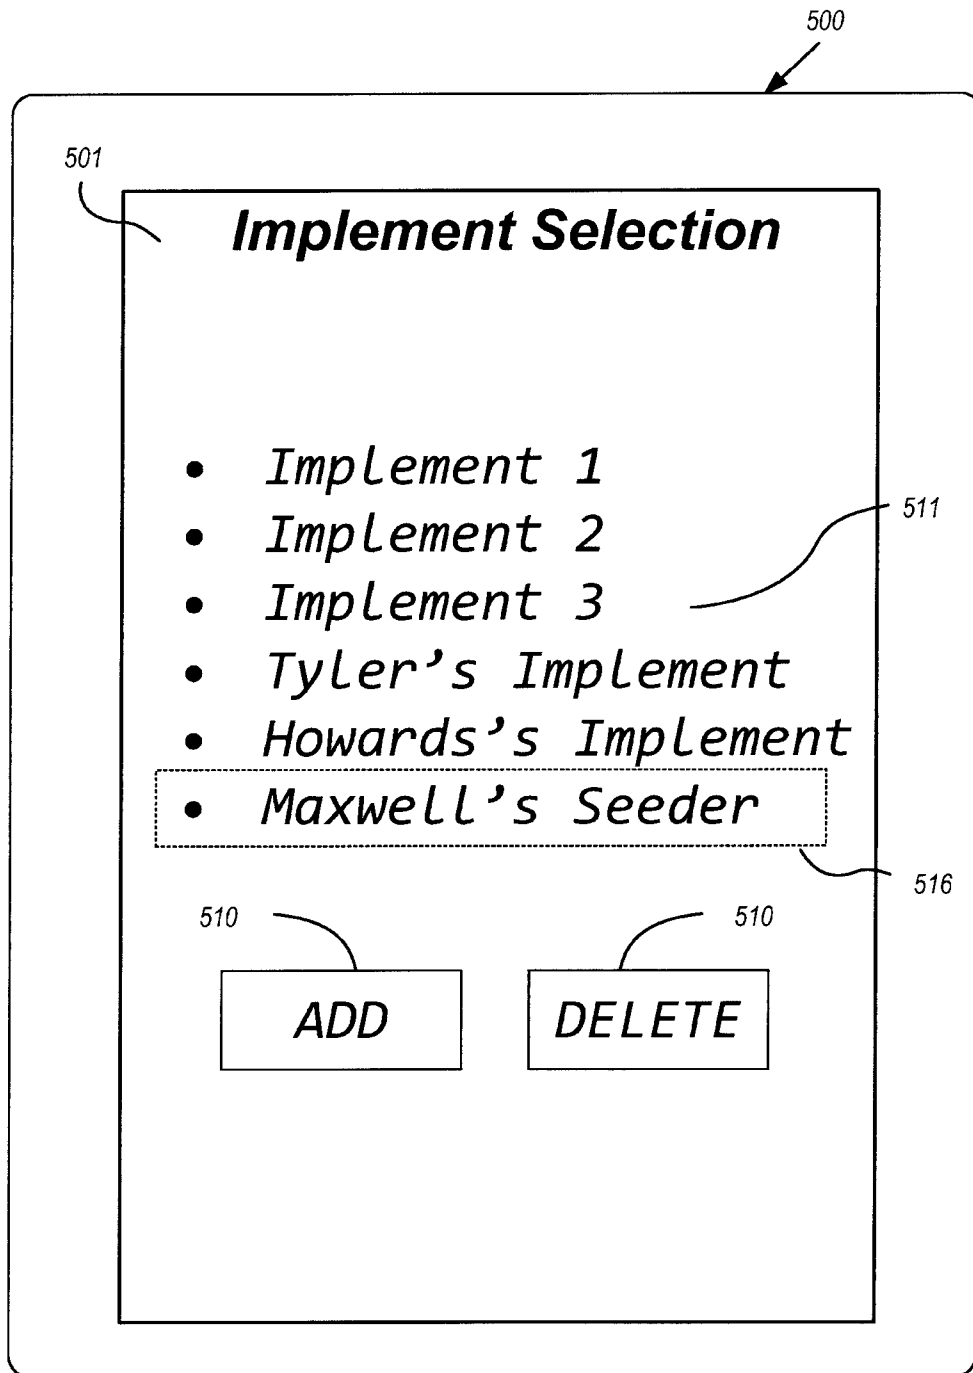 500
501
Implement Selection
• Implement 1
• Implement 2
511
• Implement 3
• Tyler’s Implement
• Howards’s Implement
• Maxwell’s Seeder
516
510 510
ADD DELETE